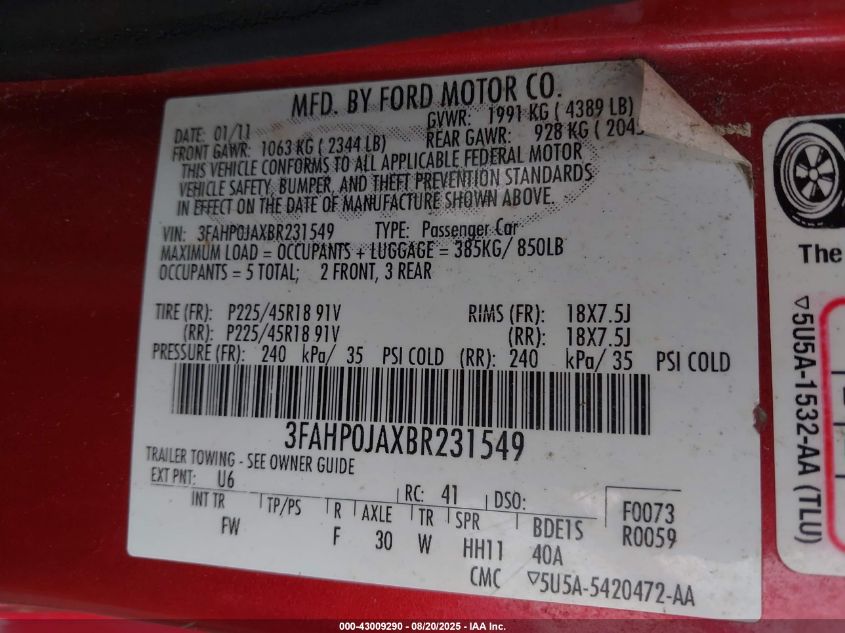 MFD. BY FORD MOTOR CO.
DATE: 01/11 GVWR: 1991 KG ( 4389 LB)
FRONT GAWR: 1063 KG ( 2344 LB) REAR GAWR: 928 KG ( 204
THIS VEHICLE CONFORMS TO ALL APPLICABLE FEDERAL MOTOR
VEHICLE SAFETY, BUMPER, AND THEFT PREVENTION STANDARDS
IN EFFECT ON THE DATE OF MANUFACTURE SHOWN ABOVE.
VIN: 3FAHP0JAXBR231549 TYPE: Passenger Car
MAXIMUM LOAD = OCCUPANTS + LUGGAGE = 385KG/ 850LB
OCCUPANTS = 5 TOTAL; 2 FRONT, 3 REAR
TIRE (FR): P225/45R18 91V RIMS (FR): 18X7.5J
(RR): P225/45R18 91V (RR): 18X7.5J
PRESSURE (FR): 240 kPa/ 35 PSI COLD (RR): 240 kPa/ 35 PSI COLD
3FAHP0JAXBR231549
TRAILER TOWING - SEE OWNER GUIDE
EXT PNT: U6 RC: 41 DSO: F0073
INT TR TP/PS R AXLE TR SPR BDE1S R0059
FW F 30 W HH11 40A
CMC ▽5U5A-5420472-AA
The
▽5U5A-1532-AA (TLU)
000-43009290 - 08/20/2025 - IAA, Inc.